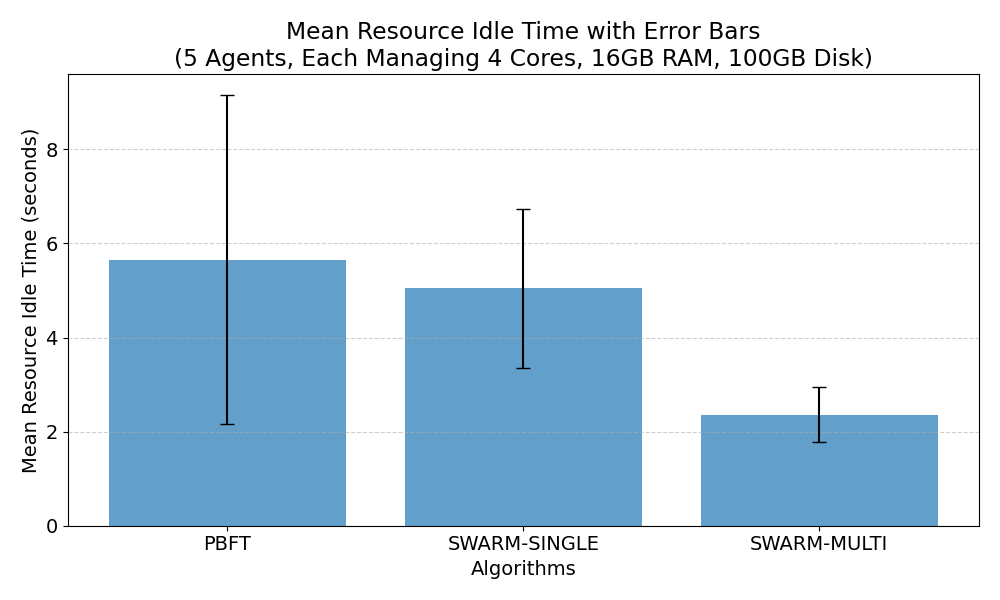 Mean Resource Idle Time with Error Bars
(5 Agents, Each Managing 4 Cores, 16GB RAM, 100GB Disk)
Mean Resource Idle Time (seconds)
8
6
4
2
0
PBFT
SWARM-SINGLE
SWARM-MULTI
Algorithms